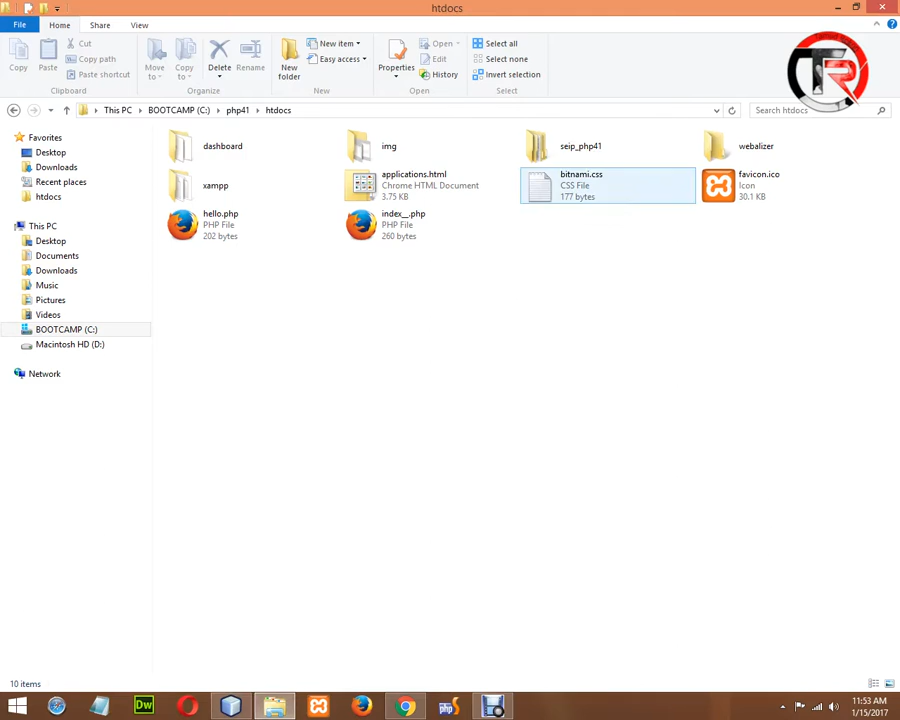 htdocs
File Home Share View
Copy Paste Cut Copy path Paste shortcut
Clipboard
Move to Copy to Delete Rename
Organize
New folder New item Easy access
New
Properties Open Edit History
Open
Select all Select none Invert selection
Select
This PC BOOTCAMP (C:) php41 htdocs
Search htdocs
Favorites
Desktop
Downloads
Recent places
htdocs
This PC
Desktop
Documents
Downloads
Music
Pictures
Videos
BOOTCAMP (C:)
Macintosh HD (D:)
Network
dashboard
img
seip_php41
webalizer
xampp
applications.html
Chrome HTML Document
3.75 KB
bitnami.css
CSS File
177 bytes
favicon.ico
Icon
30.1 KB
hello.php
PHP File
202 bytes
index__.php
PHP File
260 bytes
10 items
Dw
php
11:53 AM
1/15/2017